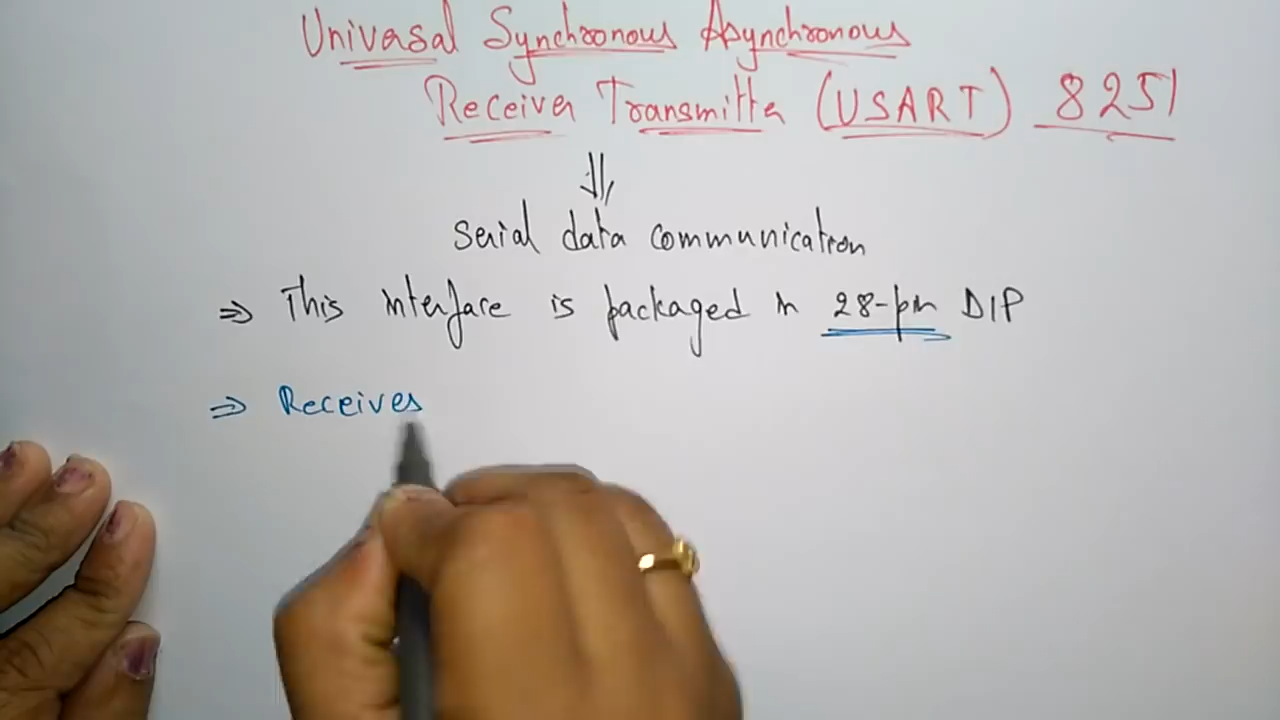 Univasal Synchronous Asynchronous
Receiver Transmitter (USART) 8251
⇓
Serial data communication
⇒ This interface is packaged in 28-pin DIP
⇒ Receives